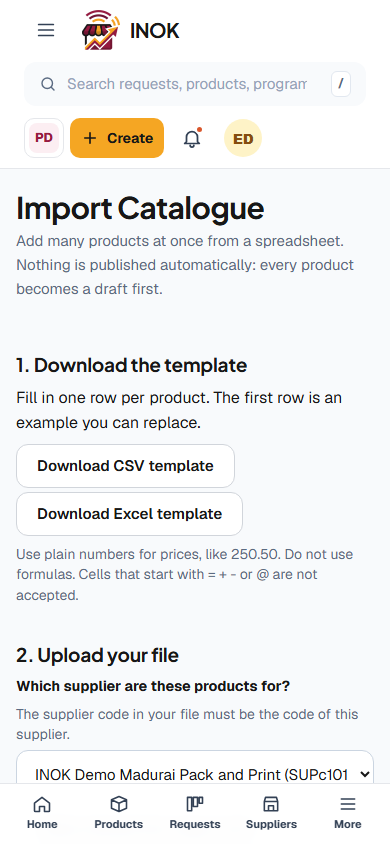 INOK
Search requests, products, program
/
PD
+ Create
ED
Import Catalogue
Add many products at once from a spreadsheet.
Nothing is published automatically: every product
becomes a draft first.
1. Download the template
Fill in one row per product. The first row is an
example you can replace.
Download CSV template
Download Excel template
Use plain numbers for prices, like 250.50. Do not use
formulas. Cells that start with = + - or @ are not
accepted.
2. Upload your file
Which supplier are these products for?
The supplier code in your file must be the code of this
supplier.
INOK Demo Madurai Pack and Print (SUPc101
Home
Products
Requests
Suppliers
More